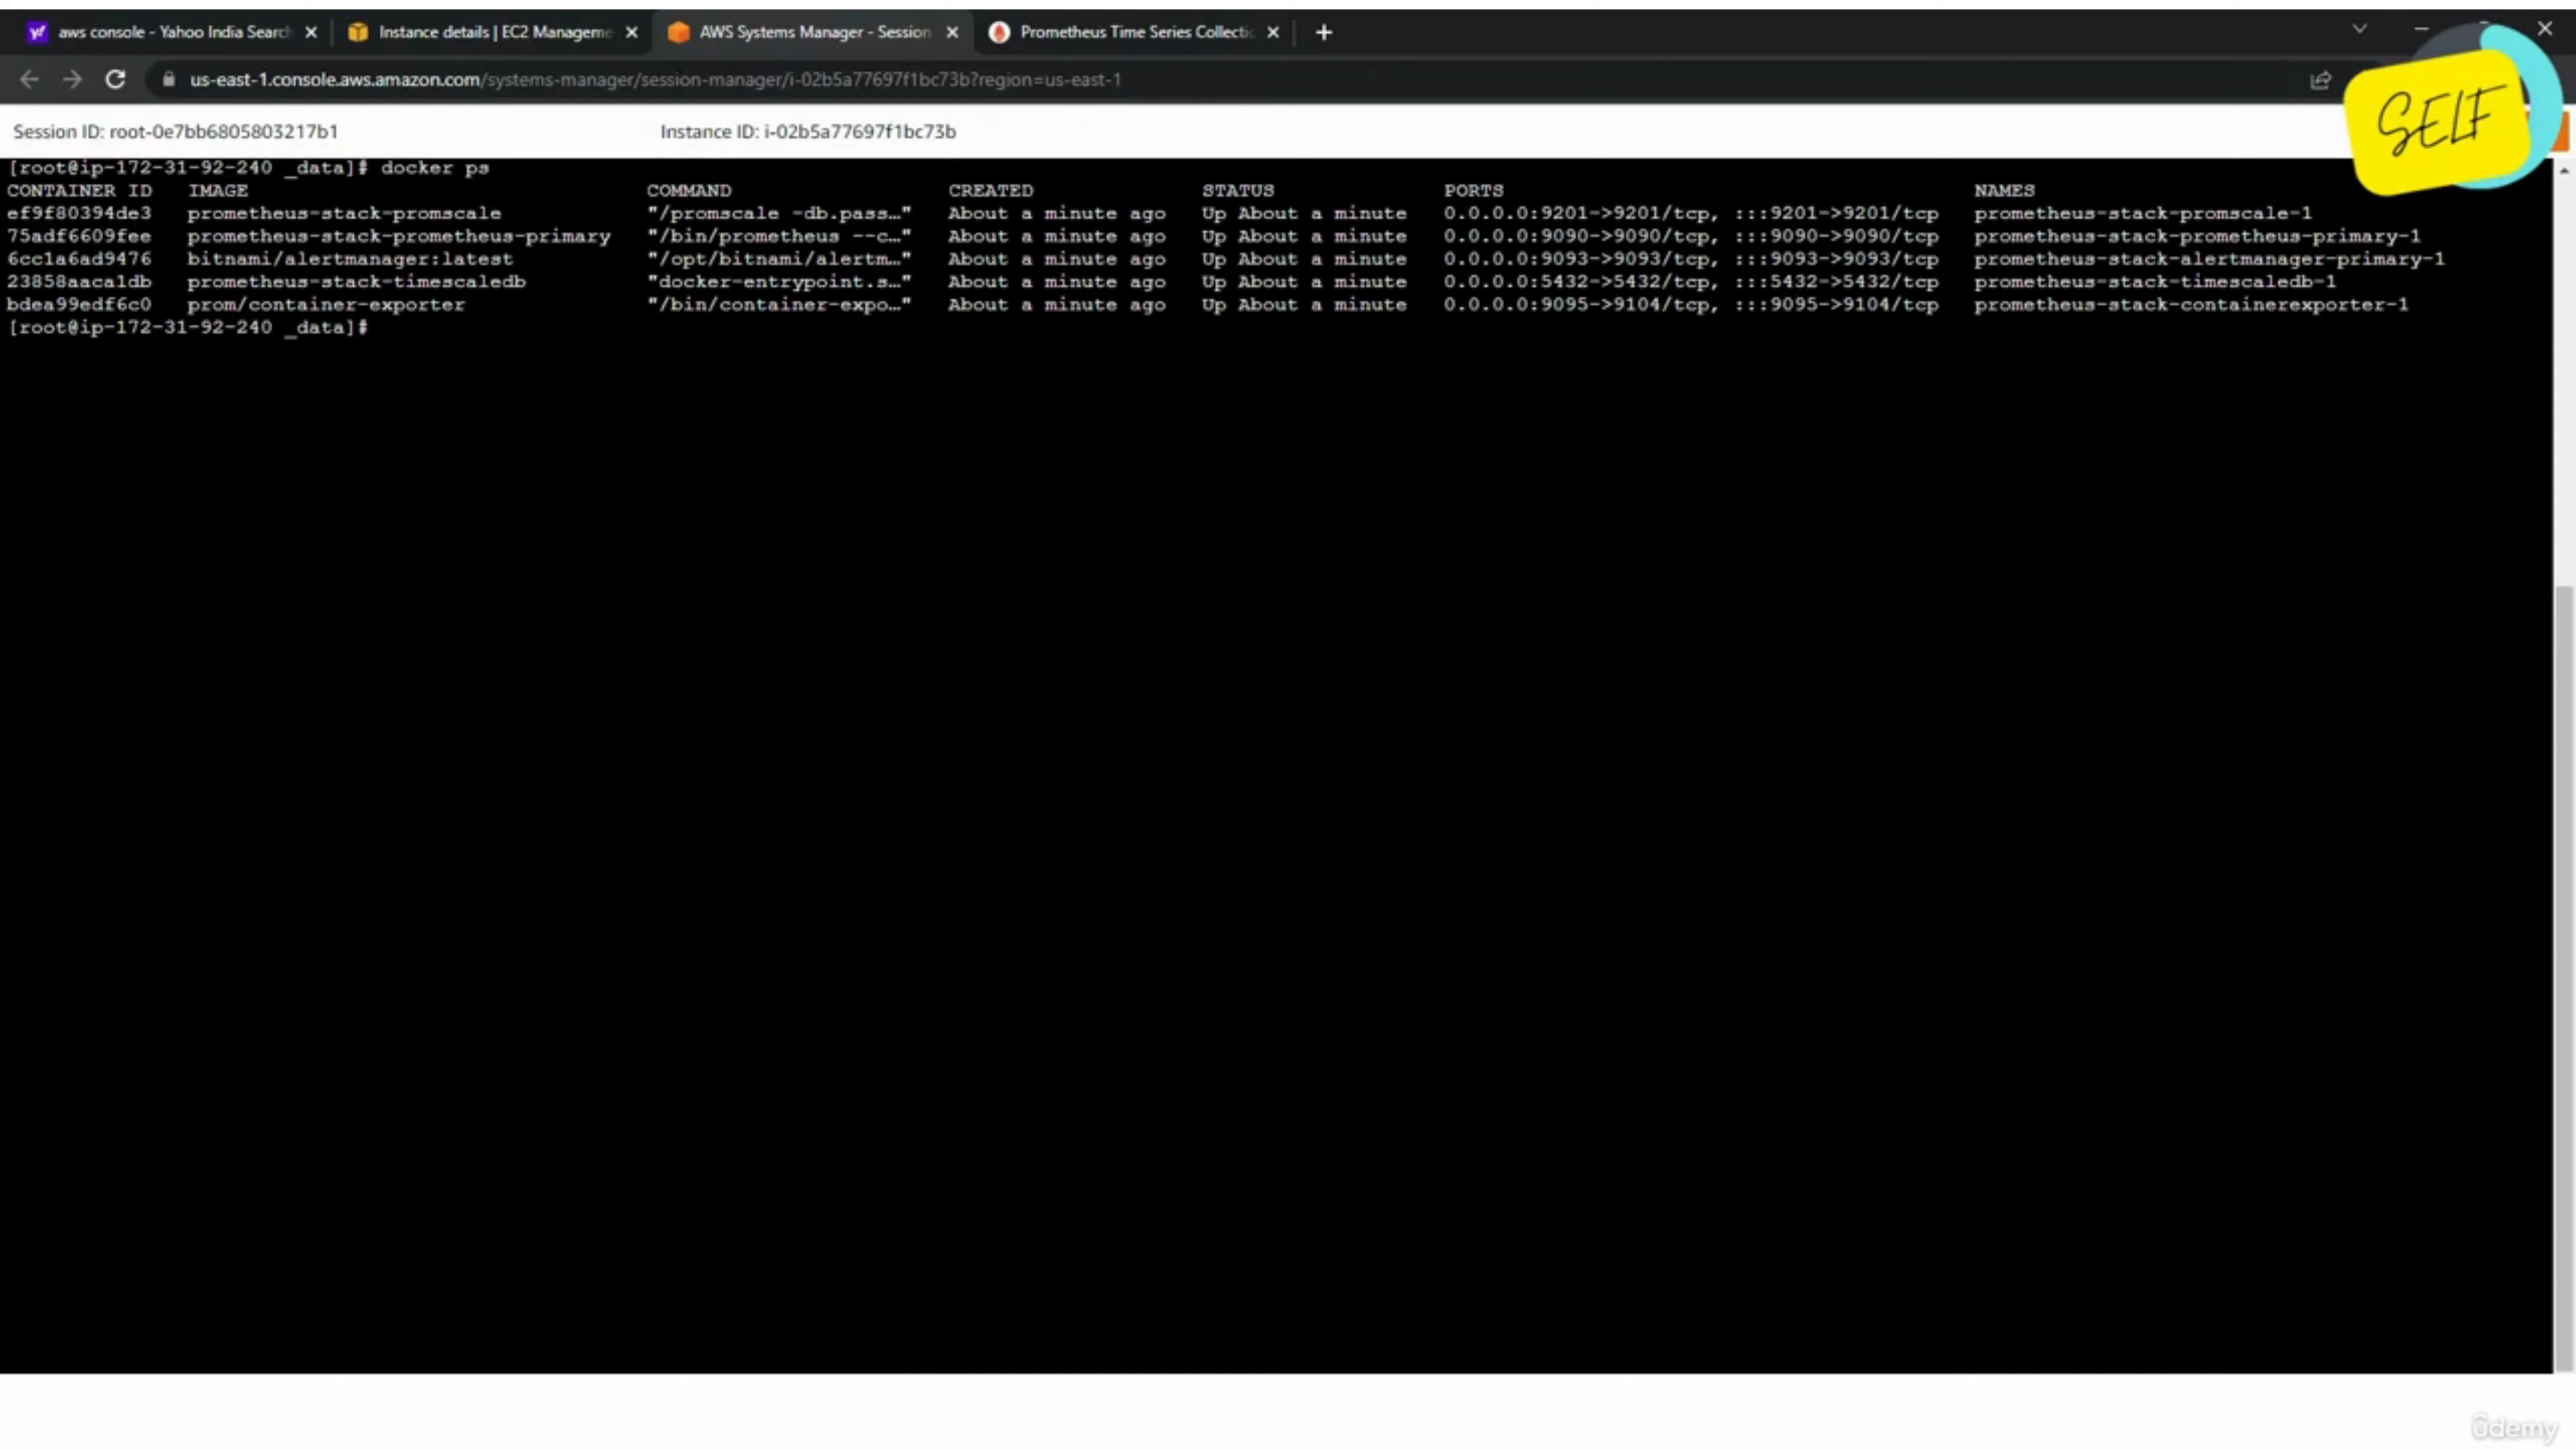 aws console - Yahoo India Search
Instance details | EC2 Manageme
AWS Systems Manager - Session
Prometheus Time Series Collectio
us-east-1.console.aws.amazon.com/systems-manager/session-manager/i-02b5a77697f1bc73b?region=us-east-1
SELF
Session ID: root-0e7bb6805803217b1 Instance ID: i-02b5a77697f1bc73b
[root@ip-172-31-92-240 _data]# docker ps
CONTAINER ID IMAGE COMMAND CREATED STATUS PORTS NAMES
ef9f80394de3 prometheus-stack-promscale "/promscale -db.pass…" About a minute ago Up About a minute 0.0.0.0:9201->9201/tcp, :::9201->9201/tcp prometheus-stack-promscale-1
75adf6609fee prometheus-stack-prometheus-primary "/bin/prometheus --c…" About a minute ago Up About a minute 0.0.0.0:9090->9090/tcp, :::9090->9090/tcp prometheus-stack-prometheus-primary-1
6cc1a6ad9476 bitnami/alertmanager:latest "/opt/bitnami/alertm…" About a minute ago Up About a minute 0.0.0.0:9093->9093/tcp, :::9093->9093/tcp prometheus-stack-alertmanager-primary-1
23858aaca1db prometheus-stack-timescaledb "docker-entrypoint.s…" About a minute ago Up About a minute 0.0.0.0:5432->5432/tcp, :::5432->5432/tcp prometheus-stack-timescaledb-1
bdea99edf6c0 prom/container-exporter "/bin/container-expo…" About a minute ago Up About a minute 0.0.0.0:9095->9104/tcp, :::9095->9104/tcp prometheus-stack-containerexporter-1
[root@ip-172-31-92-240 _data]#
ûdemy